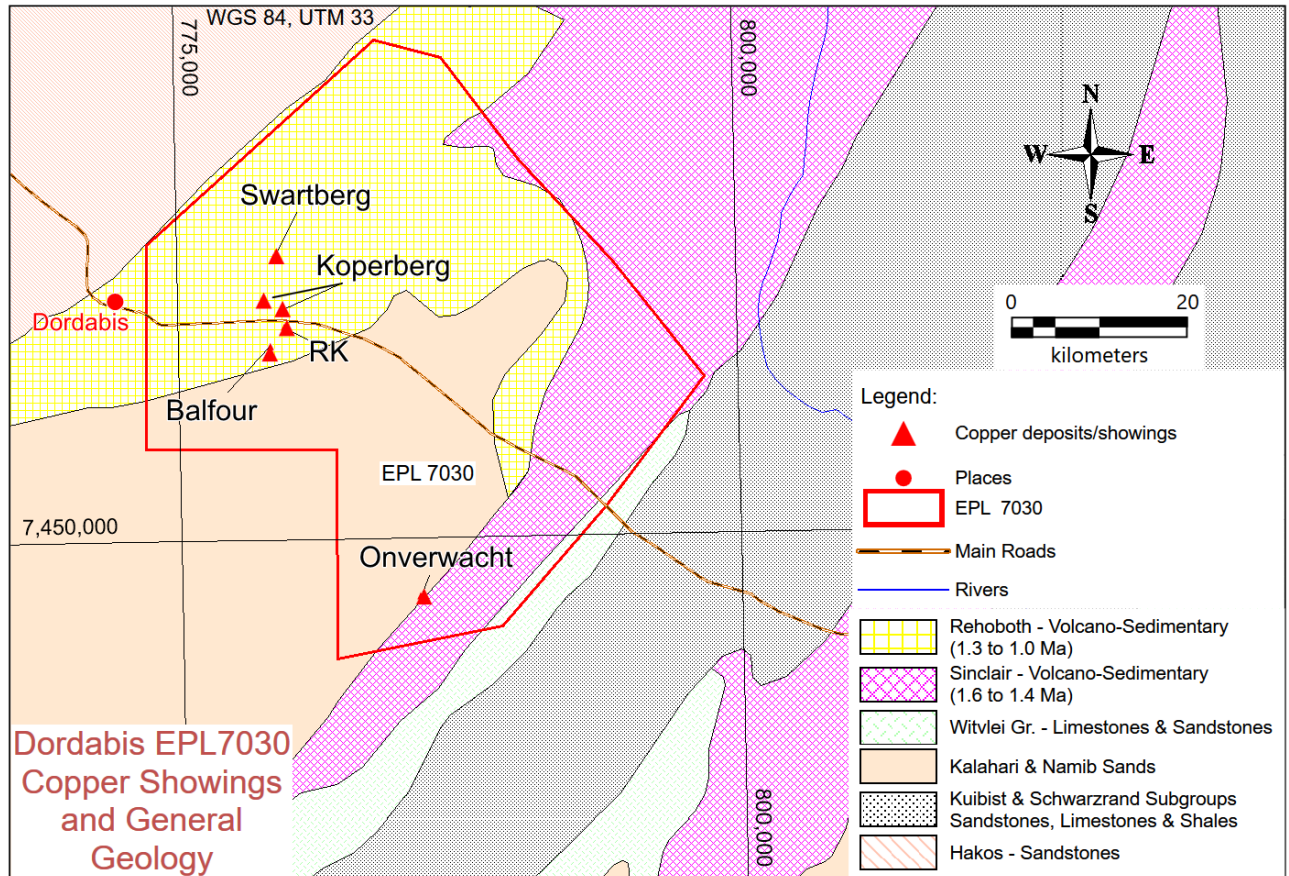 WGS 84, UTM 33
775,000
800,000
N
W
E
S
Swartberg
Koperberg
Dordabis
RK
Balfour
EPL 7030
7,450,000
Onverwacht
0
20
kilometers
Legend:
Copper deposits/showings
Places
EPL 7030
Main Roads
Rivers
Rehoboth - Volcano-Sedimentary
(1.3 to 1.0 Ma)
Sinclair - Volcano-Sedimentary
(1.6 to 1.4 Ma)
Witvlei Gr. - Limestones & Sandstones
Kalahari & Namib Sands
Kuibist & Schwarzrand Subgroups
Sandstones, Limestones & Shales
Hakos - Sandstones
800,000
Dordabis EPL7030
Copper Showings
and General
Geology